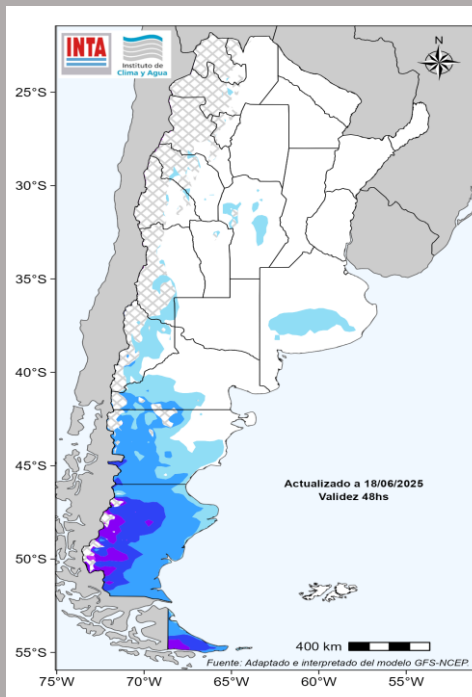 INTA
Instituto de
Clima y Agua
N
25°S
30°S
35°S
40°S
45°S
50°S
55°S
Actualizado a 18/06/2025
Validez 48hs
400 km
Fuente: Adaptado e interpretado del modelo GFS-NCEP
75°W
70°W
65°W
60°W
55°W